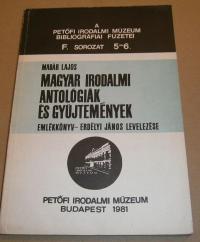 A
PETŐFI IRODALMI MÚZEUM
BIBLIOGRÁFIAI FÜZETEI
F. SOROZAT 5-6.
MADÁR LAJOS
MAGYAR IRODALMI
ANTOLÓGIÁK
ÉS GYŰJTEMÉNYEK
EMLÉKKÖNYV - ERDÉLYI JÁNOS LEVELEZÉSE
PETŐFI IRODALMI MÚZEUM
BUDAPEST 1981